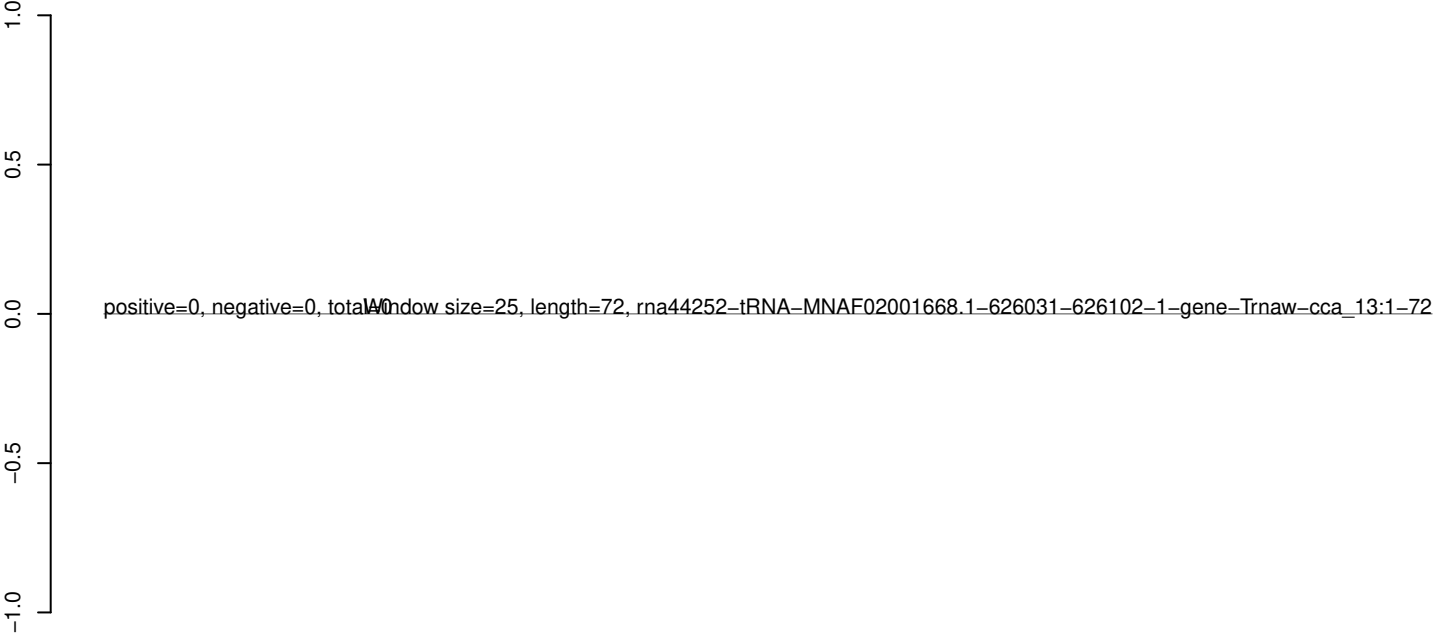 1.0
0.5
0.0
−0.5
−1.0
positive=0, negative=0, total=0
Window size=25, length=72, rna44252−tRNA−MNAF02001668.1−626031−626102−1−gene−Trnaw−cca_13:1−72